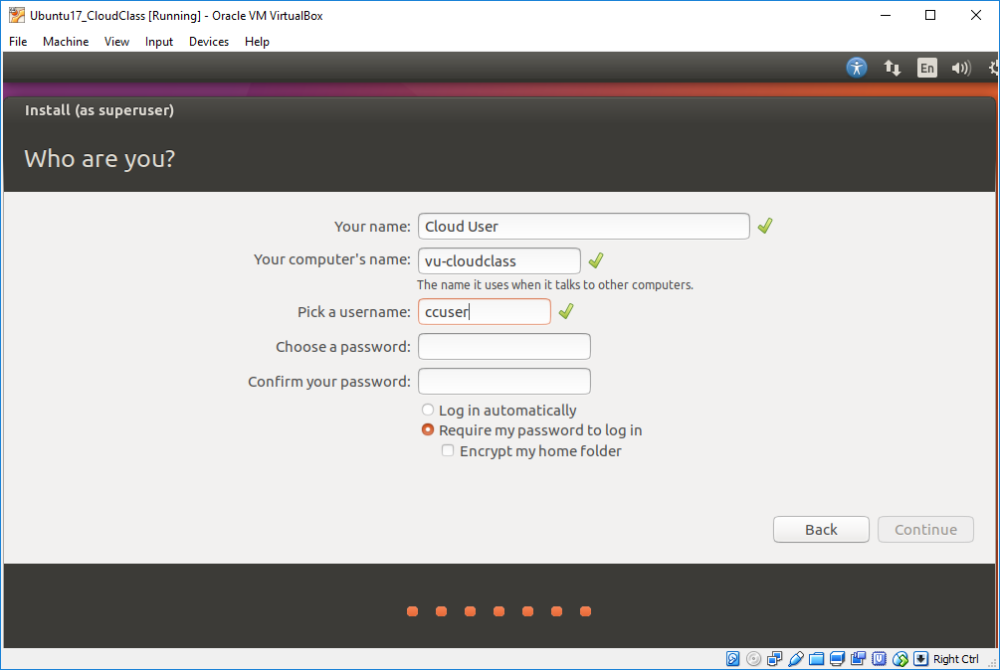 Ubuntu17_CloudClass [Running] - Oracle VM VirtualBox
File Machine View Input Devices Help
En
Install (as superuser)
Who are you?
Your name: Cloud User
Your computer's name: vu-cloudclass
The name it uses when it talks to other computers.
Pick a username: ccuser
Choose a password:
Confirm your password:
Log in automatically
Require my password to log in
Encrypt my home folder
Back Continue
Right Ctrl